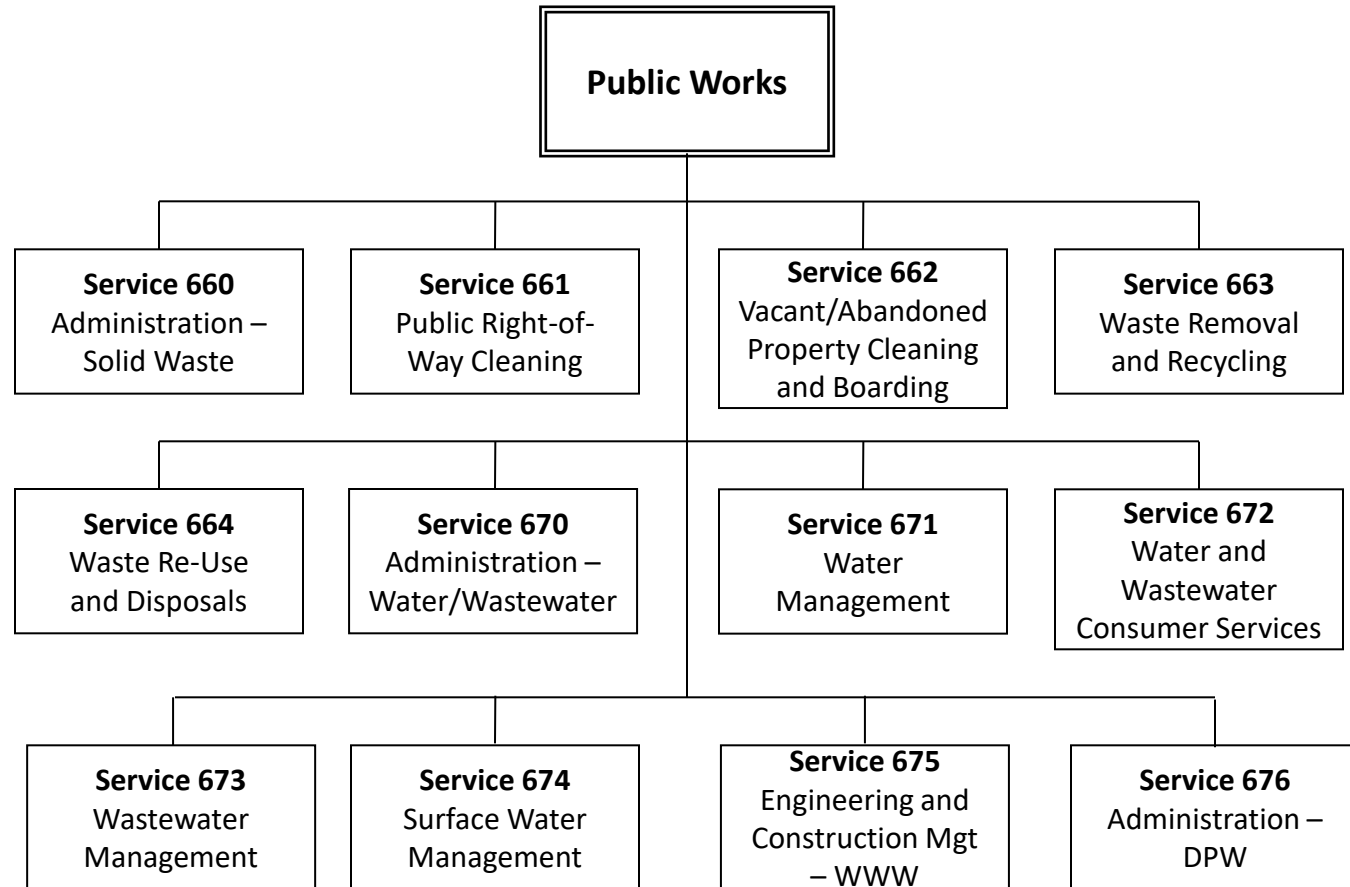 Public Works
Service 660
Administration –
Solid Waste
Service 661
Public Right-of-
Way Cleaning
Service 662
Vacant/Abandoned
Property Cleaning
and Boarding
Service 663
Waste Removal
and Recycling
Service 664
Waste Re-Use
and Disposals
Service 670
Administration –
Water/Wastewater
Service 671
Water
Management
Service 672
Water and
Wastewater
Consumer Services
Service 673
Wastewater
Management
Service 674
Surface Water
Management
Service 675
Engineering and
Construction Mgt
– WWW
Service 676
Administration –
DPW